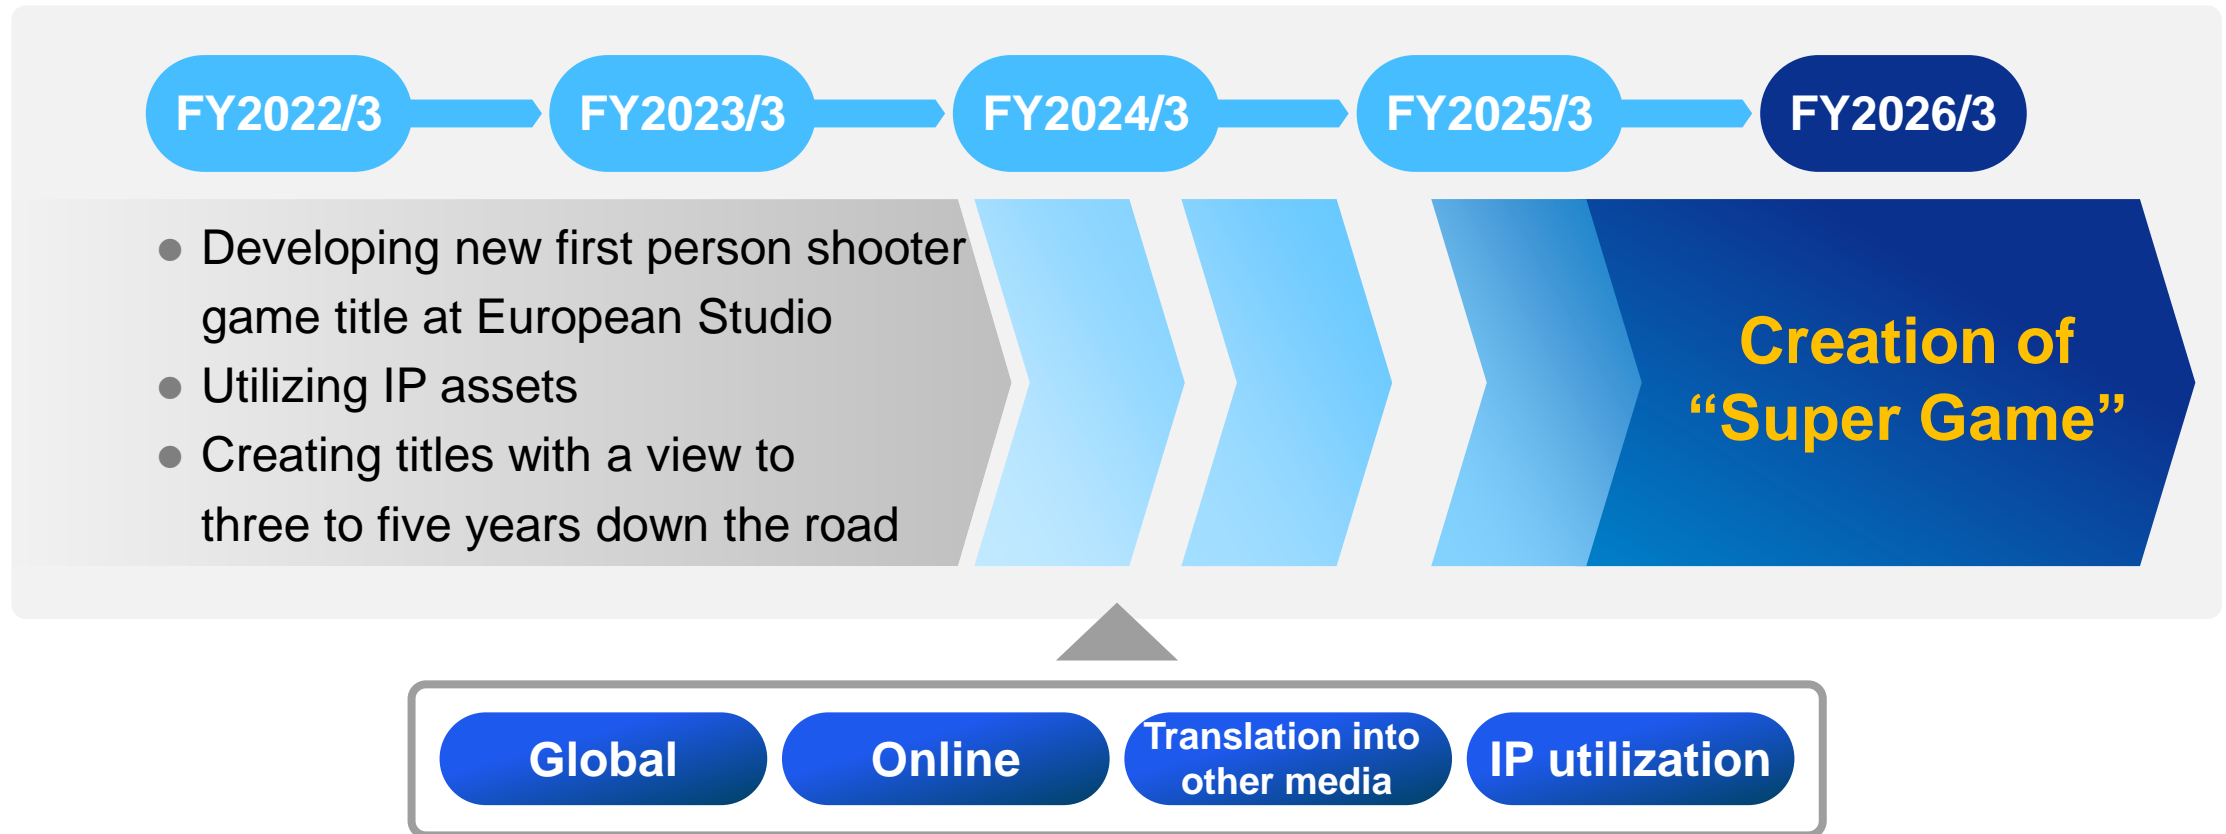 FY2022/3
FY2023/3
FY2024/3
FY2025/3
FY2026/3
● Developing new first person shooter
game title at European Studio
● Utilizing IP assets
● Creating titles with a view to
three to five years down the road
Creation of
“Super Game”
Global
Online
Translation into
other media
IP utilization